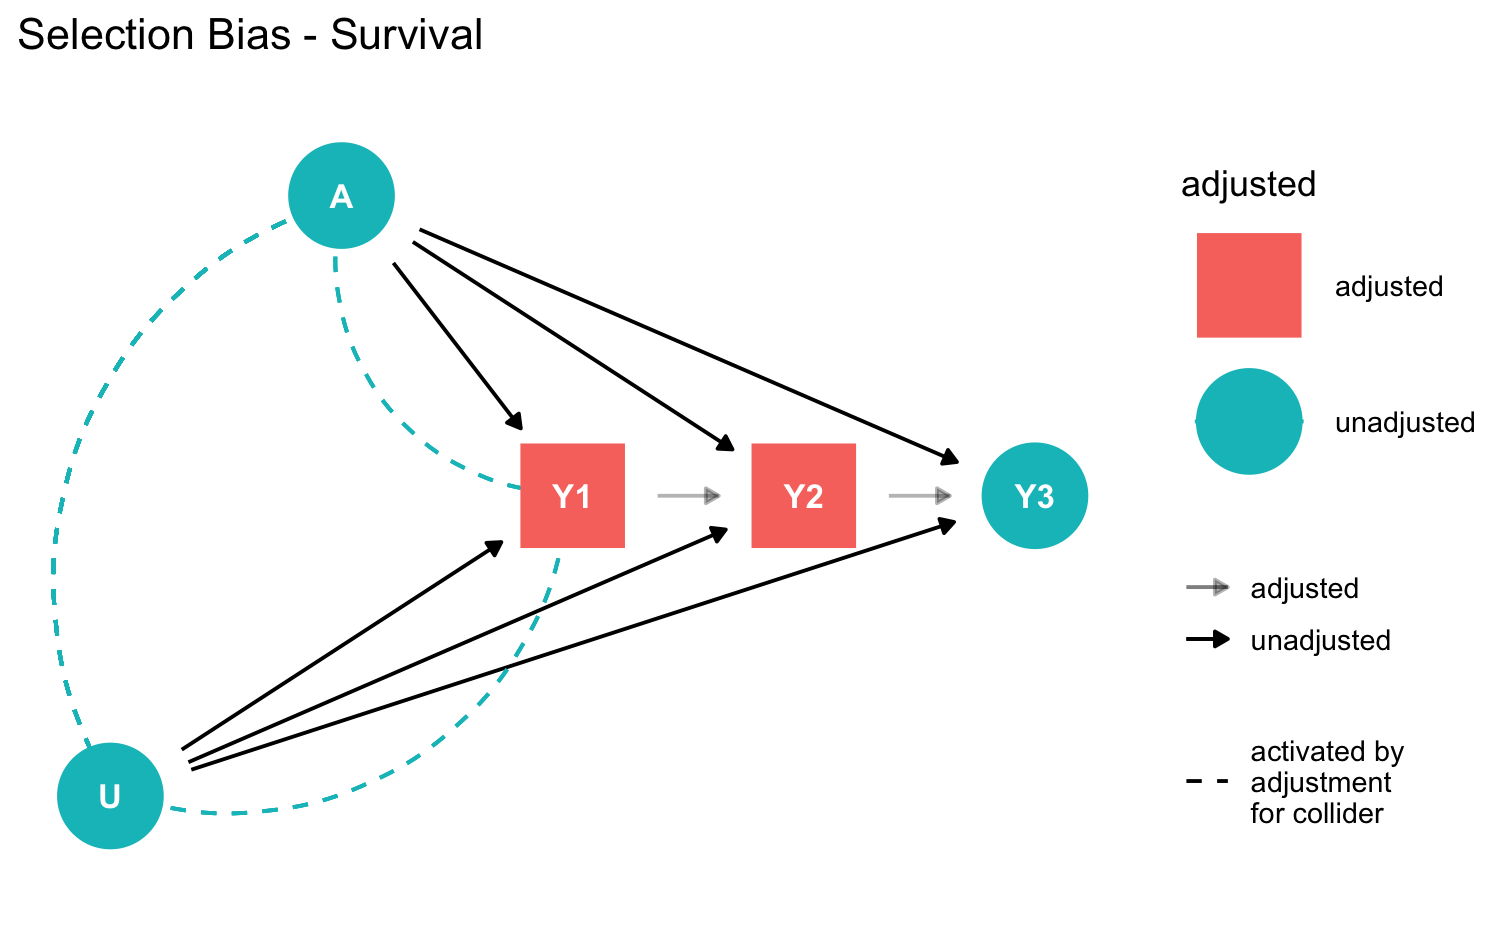 Selection Bias - Survival
A
Y1
Y2
Y3
U
adjusted
adjusted
unadjusted
adjusted
unadjusted
activated by
adjustment
for collider